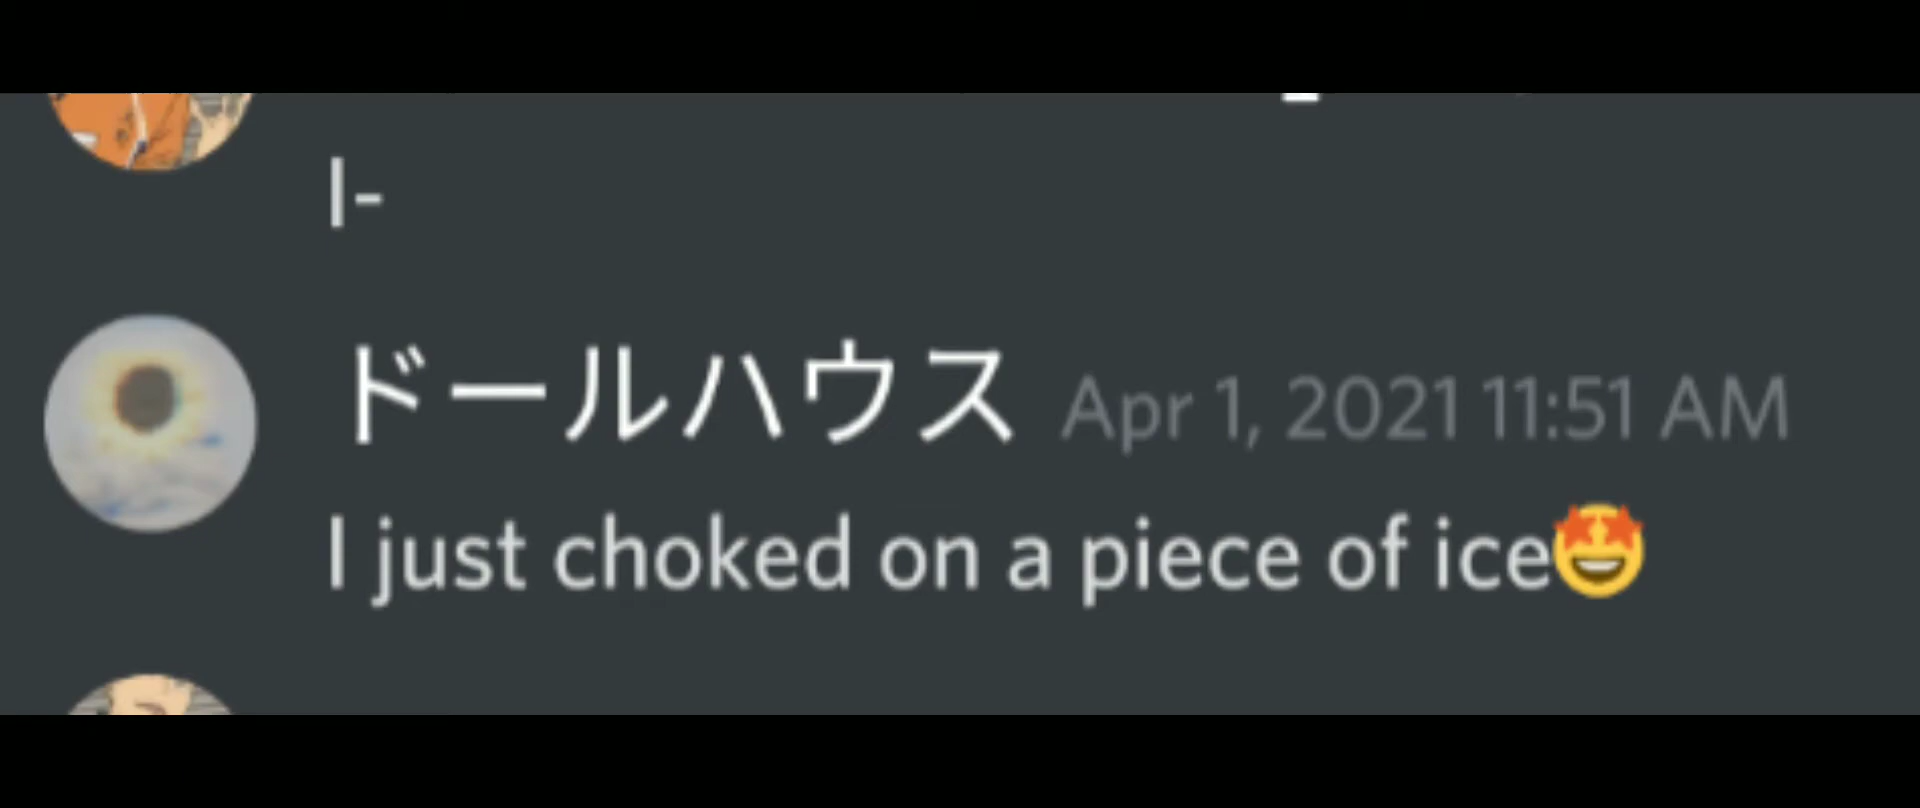 I-
ドールハウス Apr 1, 2021 11:51 AM
I just choked on a piece of ice🤩